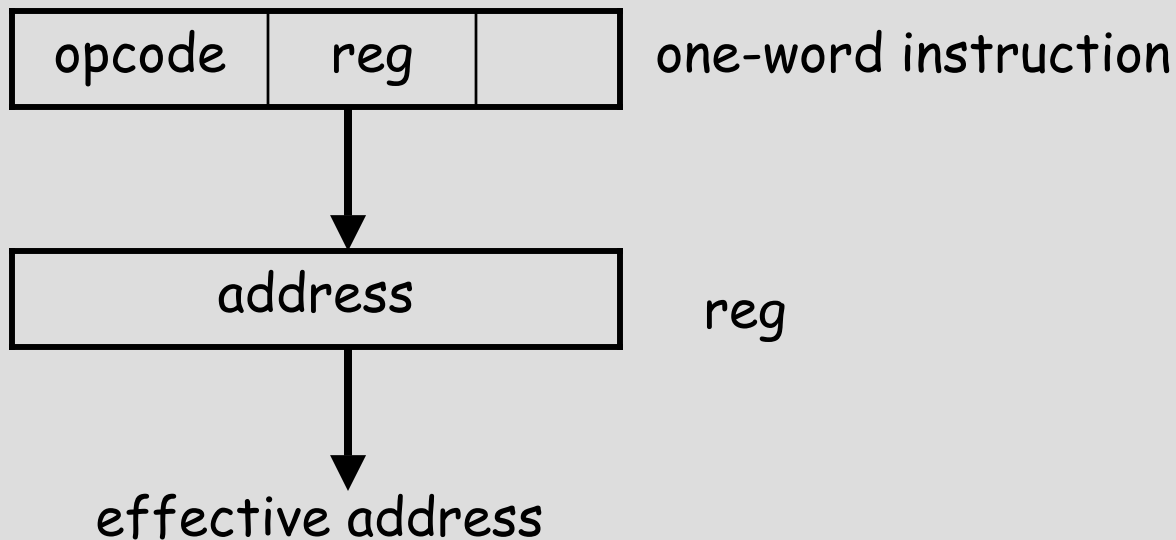 opcode reg one-word instruction
address
reg
effective address